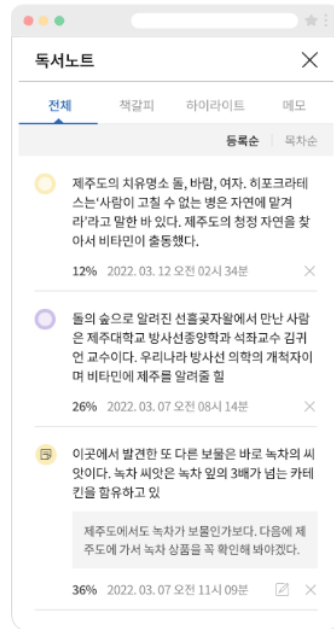 독서노트
전체 책갈피 하이라이트 메모
등록순 목차순
제주도의 치유명소 돌, 바람, 여자. 히포크라테
스는‘사람이 고칠 수 없는 병은 자연에 맡겨
라’라고 말한 바 있다. 제주도의 청정 자연을 찾
아서 비타민이 출동했다.
12% 2022. 03. 12 오전 02시 34분
돌의 숲으로 알려진 선흘곶자왈에서 만난 사람
은 제주대학교 방사선종양학과 석좌교수 김귀
언 교수이다. 우리나라 방사선 의학의 개척자이
며 비타민에 제주를 알려줄 힐
26% 2022. 03. 07 오전 08시 14분
이곳에서 발견한 또 다른 보물은 바로 녹차의 씨
앗이다. 녹차 씨앗은 녹차 잎의 3배가 넘는 카테
킨을 함유하고 있
제주도에서도 녹차가 보물인가보다. 다음에 제
주도에 가서 녹차 상품을 꼭 확인해 봐야겠다.
36% 2022. 03. 07 오전 11시 09분